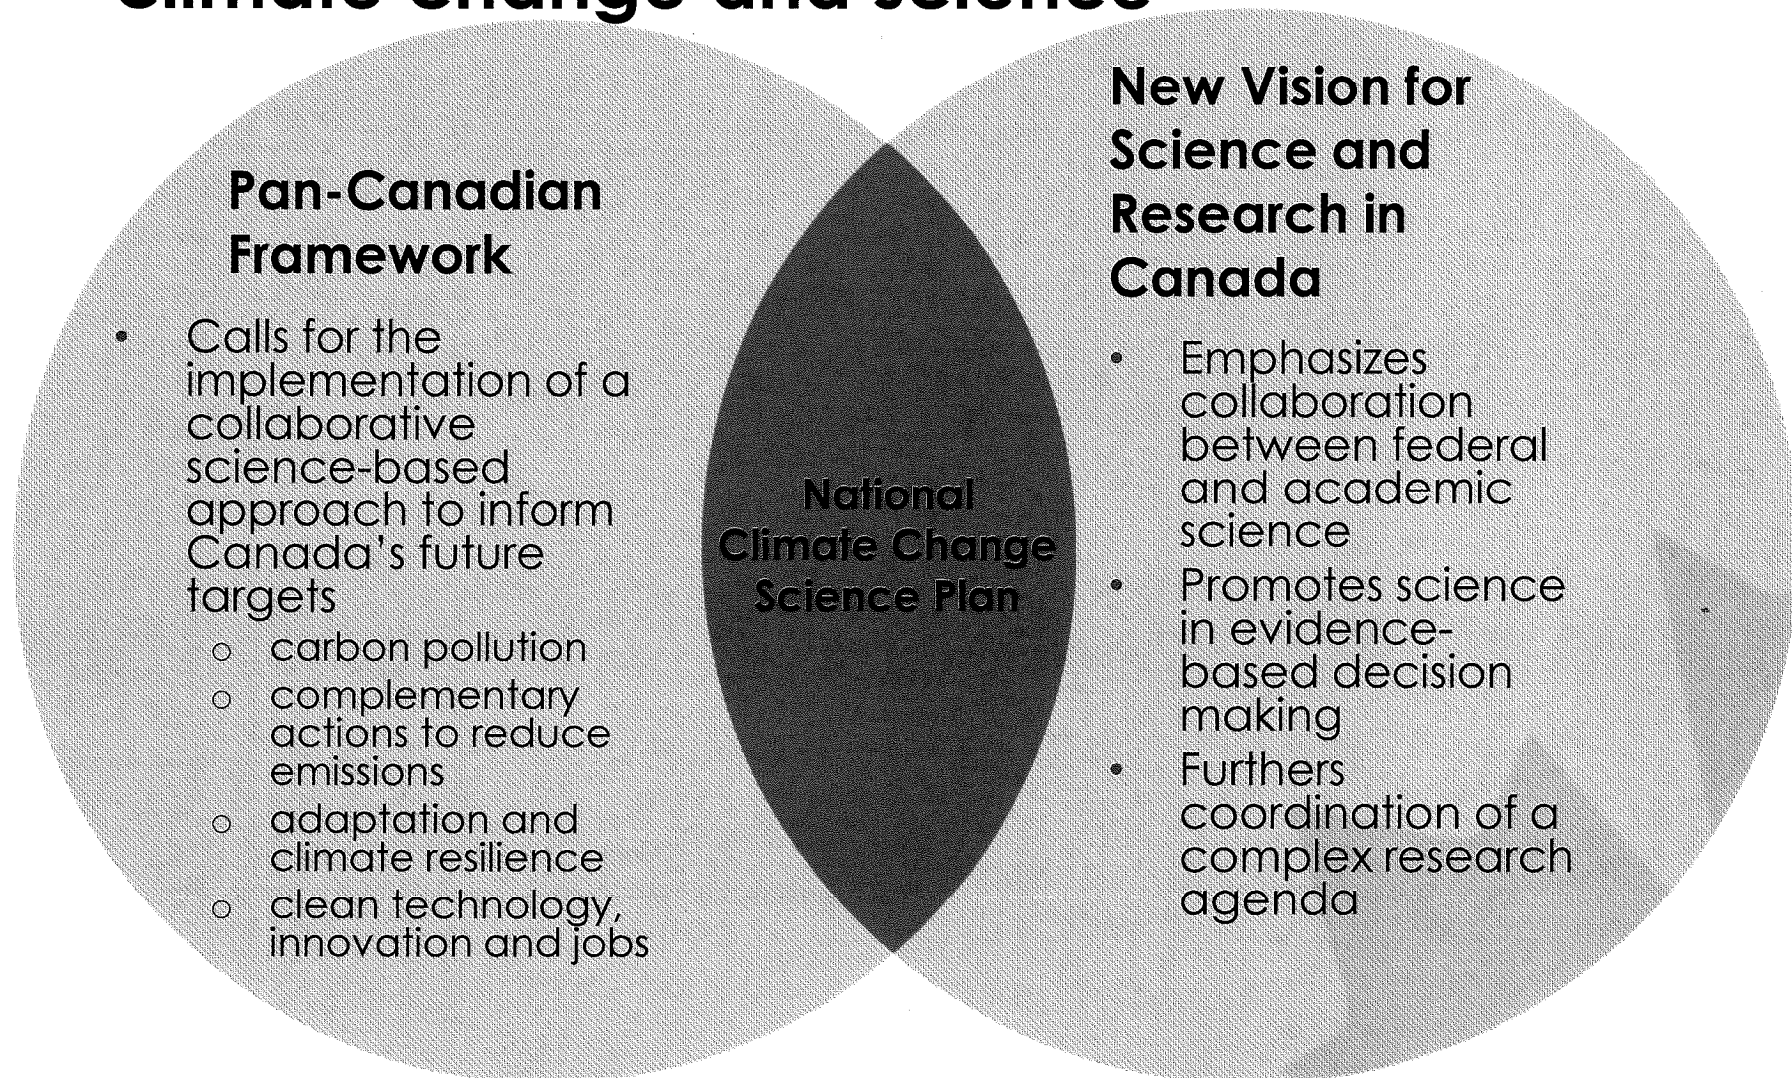 Climate Change and Science
Pan-Canadian
Framework
• Calls for the
implementation of a
collaborative
science-based
approach to inform
Canada's future
targets
o carbon pollution
o complementary
actions to reduce
emissions
o adaptation and
climate resilience
o clean technology,
innovation and jobs
National
Climate Change
Science Plan
New Vision for
Science and
Research in
Canada
• Emphasizes
collaboration
between federal
and academic
science
• Promotes science
in evidence-
based decision
making
• Furthers
coordination of a
complex research
agenda